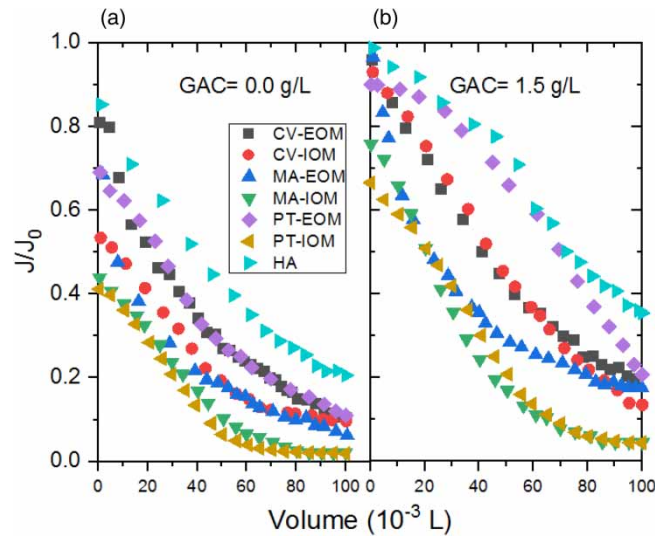 (a) (b)
1.0
GAC= 0.0 g/L GAC= 1.5 g/L
0.8
CV-EOM
CV-IOM
MA-EOM
MA-IOM
PT-EOM
PT-IOM
HA
0.6
J/J0
0.4
0.2
0.0
0 20 40 60 80 100 0 20 40 60 80 100
Volume (10-3 L)